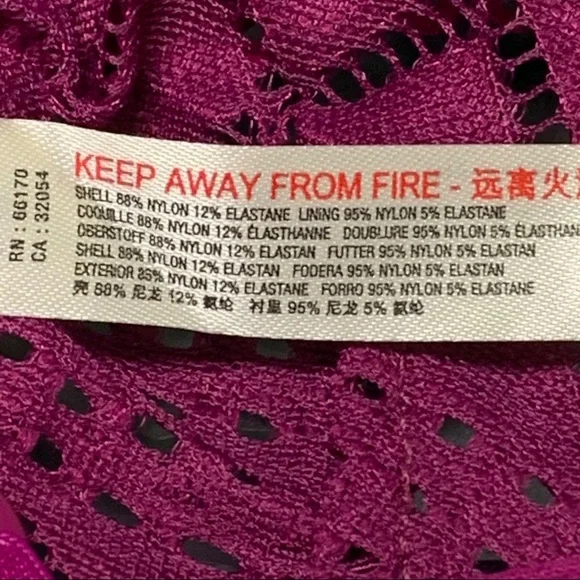 RN : 66170
CA : 32054
KEEP AWAY FROM FIRE - 远离火
SHELL 88% NYLON 12% ELASTANE LINING 95% NYLON 5% ELASTANE
COQUILLE 88% NYLON 12% ÉLASTHANNE DOUBLURE 95% NYLON 5% ÉLASTHAN
OBERSTOFF 88% NYLON 12% ELASTAN FUTTER 95% NYLON 5% ELASTAN
SHELL 88% NYLON 12% ELASTAN FODERA 95% NYLON 5% ELASTAN
EXTERIOR 88% NYLON 12% ELASTANE FORRO 95% NYLON 5% ELASTANE
壳 88% 尼龙 12% 氨纶 衬里 95% 尼龙 5% 氨纶